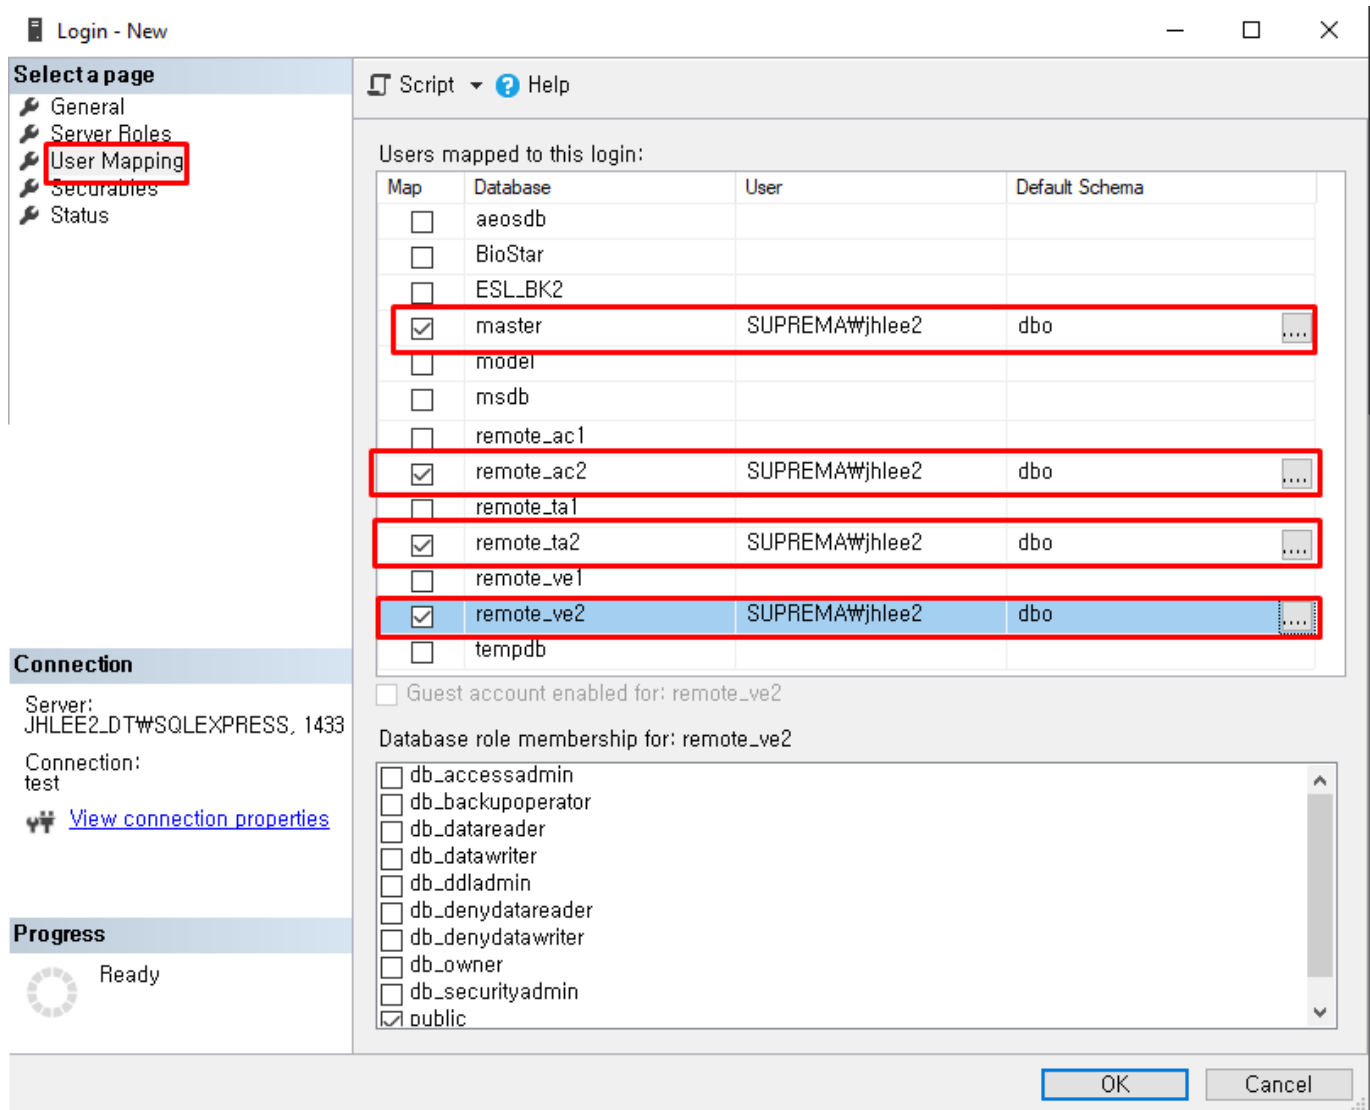 Login - New
Select a page
General
Server Roles
User Mapping
Securables
Status
Script Help
Users mapped to this login:
Map Database User Default Schema
aeosdb
BioStar
ESL_BK2
master SUPREMA₩jhlee2 dbo ....
model
msdb
remote_ac1
remote_ac2 SUPREMA₩jhlee2 dbo ....
remote_ta1
remote_ta2 SUPREMA₩jhlee2 dbo ....
remote_ve1
remote_ve2 SUPREMA₩jhlee2 dbo ....
tempdb
Guest account enabled for: remote_ve2
Database role membership for: remote_ve2
db_accessadmin
db_backupoperator
db_datareader
db_datawriter
db_ddladmin
db_denydatareader
db_denydatawriter
db_owner
db_securityadmin
public
Connection
Server:
JHLEE2_DT₩SQLEXPRESS, 1433
Connection:
test
View connection properties
Progress
Ready
OK Cancel